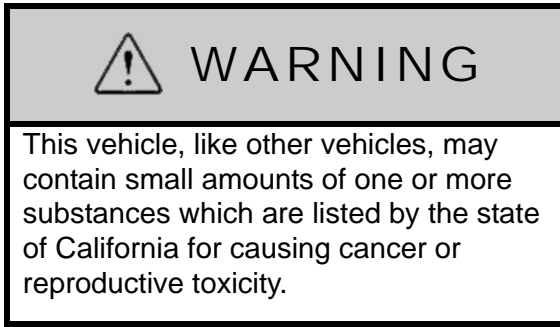 WARNING
This vehicle, like other vehicles, may
contain small amounts of one or more
substances which are listed by the state
of California for causing cancer or
reproductive toxicity.